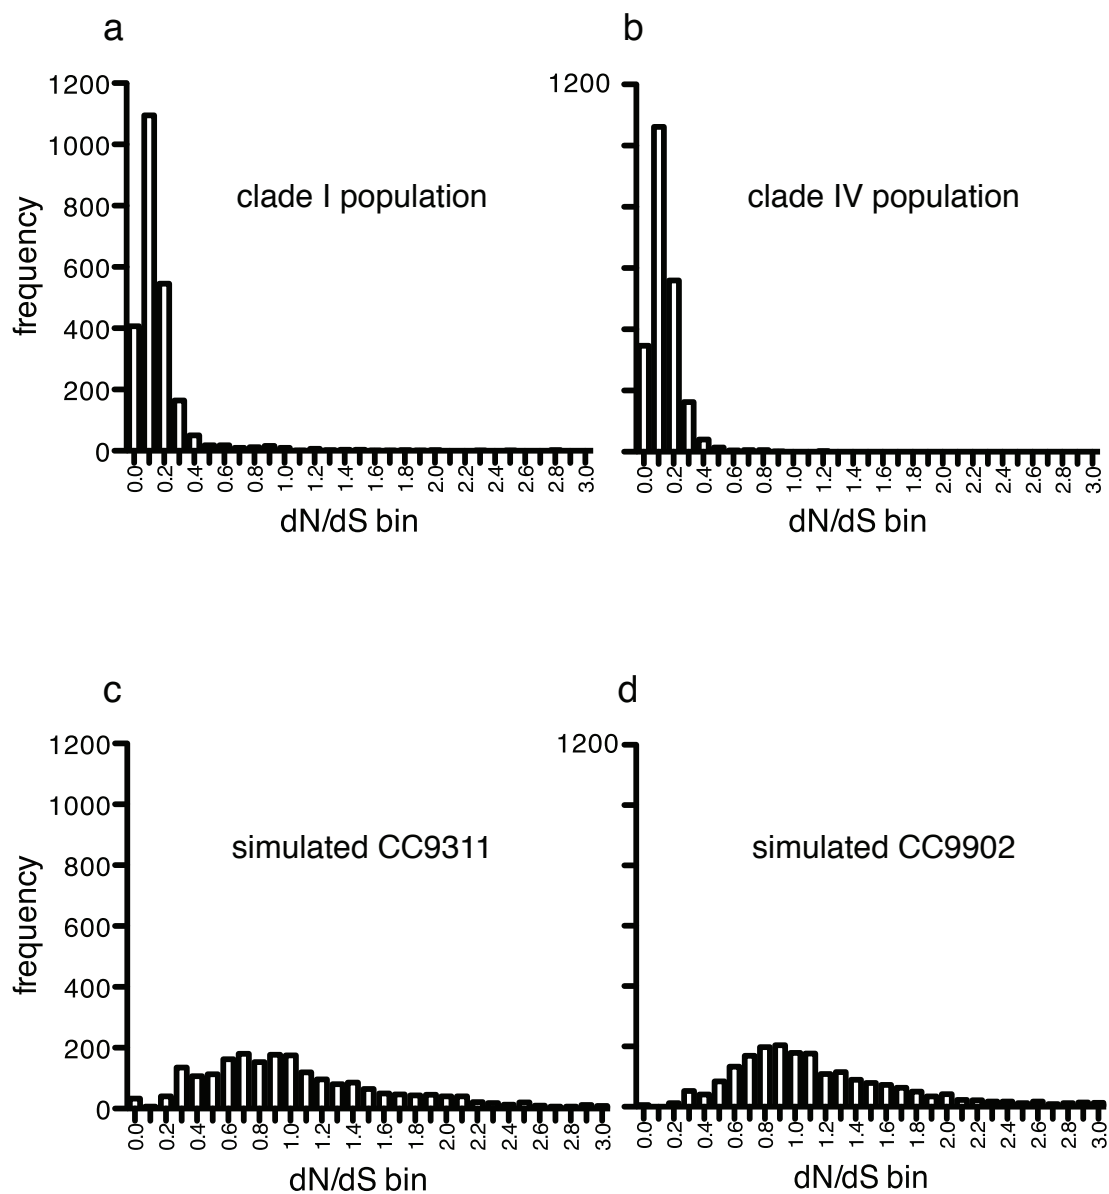 a
1200
1000
800
600
400
200
0
frequency
clade I population
0.0 0.2 0.4 0.6 0.8 1.0 1.2 1.4 1.6 1.8 2.0 2.2 2.4 2.6 2.8 3.0
dN/dS bin
b
1200
clade IV population
0.0 0.2 0.4 0.6 0.8 1.0 1.2 1.4 1.6 1.8 2.0 2.2 2.4 2.6 2.8 3.0
dN/dS bin
c
1200
1000
800
600
400
200
0
frequency
simulated CC9311
0.0 0.2 0.4 0.6 0.8 1.0 1.2 1.4 1.6 1.8 2.0 2.2 2.4 2.6 2.8 3.0
dN/dS bin
d
1200
simulated CC9902
0.0 0.2 0.4 0.6 0.8 1.0 1.2 1.4 1.6 1.8 2.0 2.2 2.4 2.6 2.8 3.0
dN/dS bin